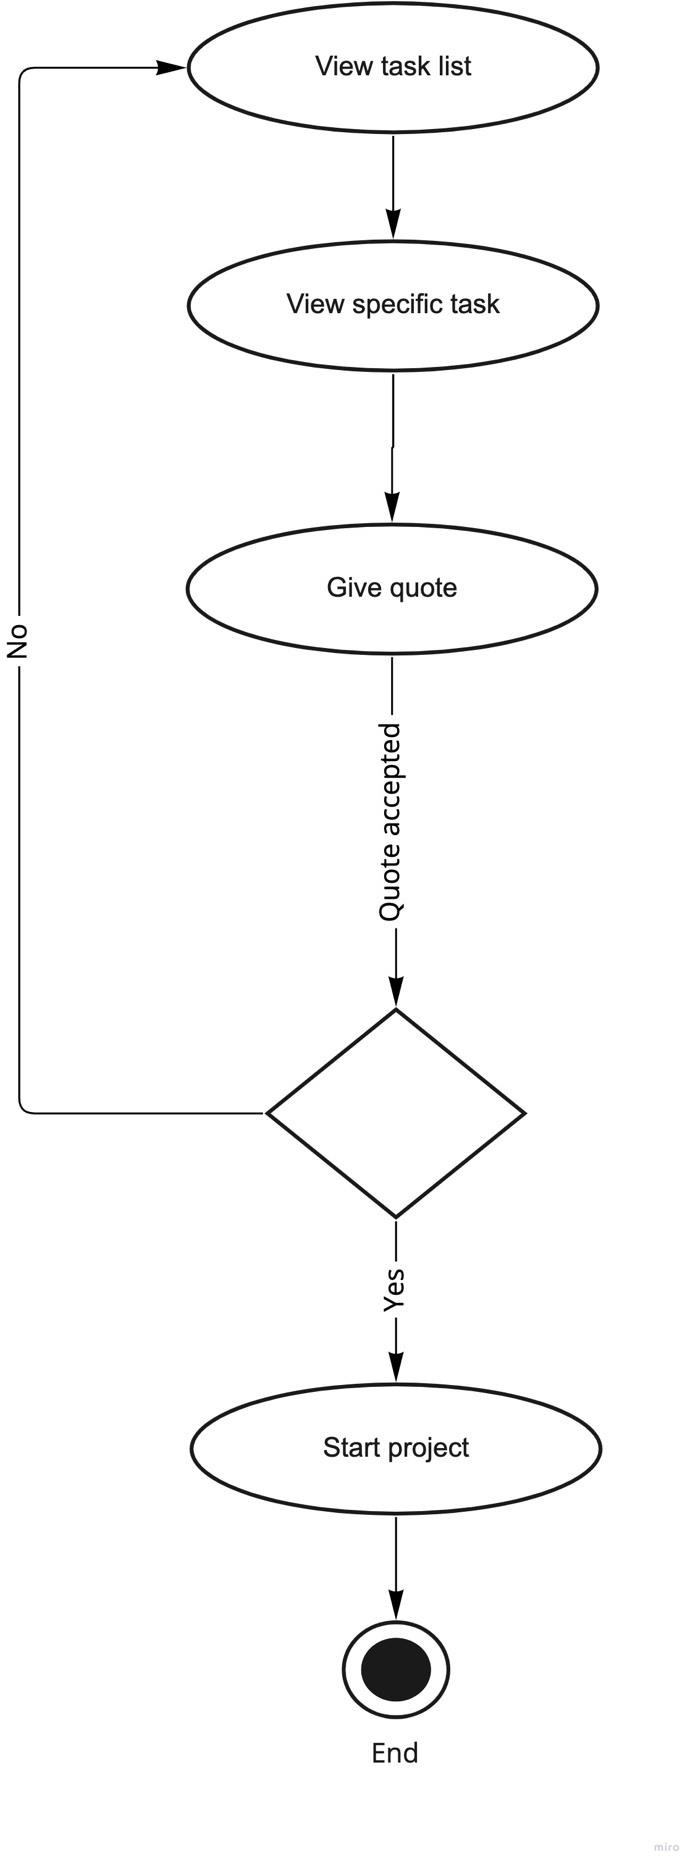 View task list
View specific task
Give quote
No
Quote accepted
Yes
Start project
End
miro